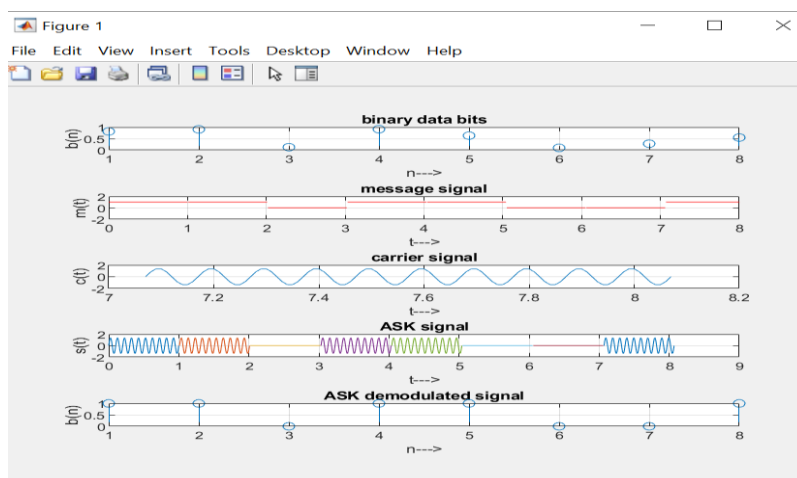 Figure 1
File Edit View Insert Tools Desktop Window Help
binary data bits
b(n)
1
0.5
0
1 2 3 4 5 6 7 8
n--->
message signal
m(t)
2
0
-2
0 1 2 3 4 5 6 7 8
t--->
carrier signal
c(t)
2
0
-2
7 7.2 7.4 7.6 7.8 8 8.2
t--->
ASK signal
s(t)
2
0
-2
0 1 2 3 4 5 6 7 8 9
t--->
ASK demodulated signal
b(n)
1
0.5
0
1 2 3 4 5 6 7 8
n--->